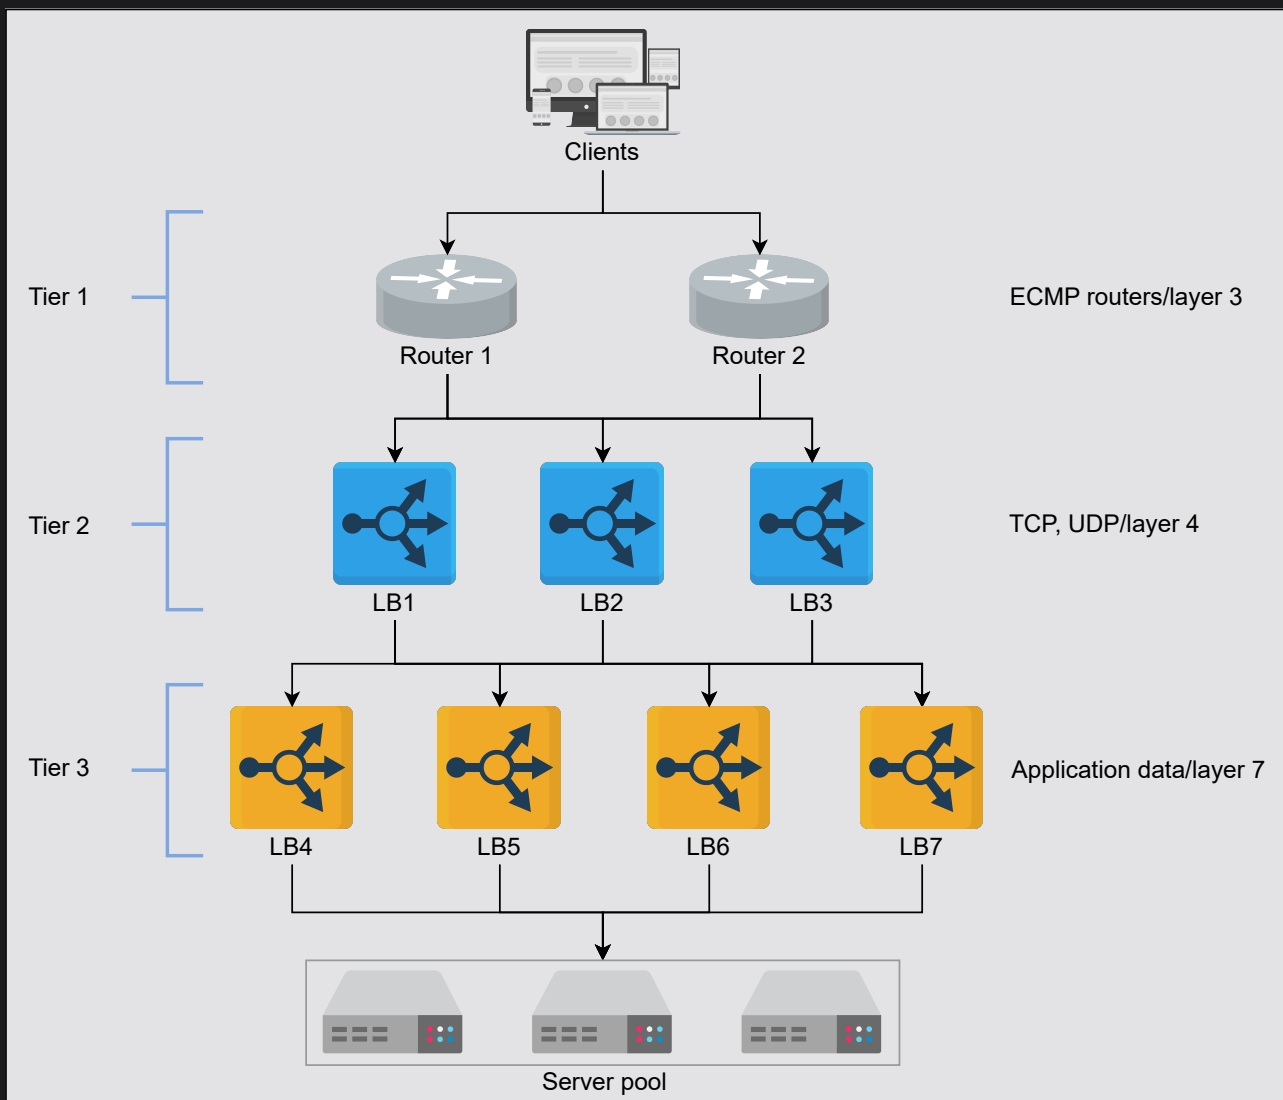 Clients
Tier 1
ECMP routers/layer 3
Router 1
Router 2
Tier 2
TCP, UDP/layer 4
LB1
LB2
LB3
Tier 3
Application data/layer 7
LB4
LB5
LB6
LB7
Server pool